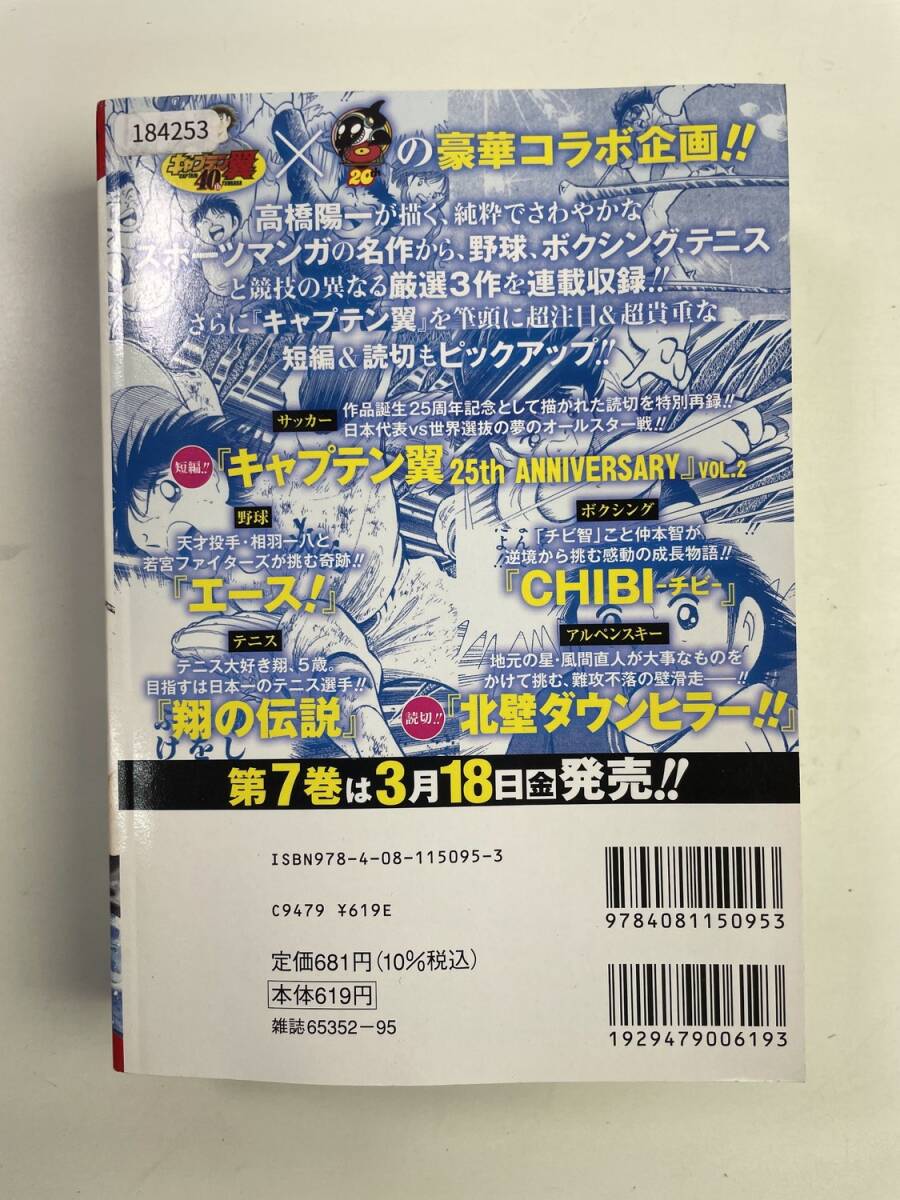 184253
キャプテン翼
40th
×
20th
の豪華コラボ企画!!
高橋陽一が描く、純粋でさわやかな
スポーツマンガの名作から、野球、ボクシング、テニス
と競技の異なる厳選3作を連載収録!!
さらに『キャプテン翼』を筆頭に超注目&超貴重な
短編&読切もピックアップ!!
サッカー
作品誕生25周年記念として描かれた読切を特別再録!!
日本代表vs世界選抜の夢のオールスター戦!!
短編!!
『キャプテン翼 25th ANNIVERSARY』VOL.2
野球
天才投手・相羽一八と、
若宮ファイターズが挑む奇跡!!
『エース!』
ボクシング
「チビ智」こと仲本智が、
逆境から挑む感動の成長物語!!
『CHIBI-チビ-』
テニス
テニス大好き翔、5歳。
目指すは日本一のテニス選手!!
『翔の伝説』
アルペンスキー
地元の星・風間直人が大事なものを
かけて挑む、難攻不落の壁滑走――!!
読切!!
『北壁ダウンヒラー!!』
第7巻は3月18日金発売!!
ISBN978-4-08-115095-3
C9479 ¥619E
定価681円(10%税込)
本体619円
雑誌65352-95
9784081150953
1929479006193